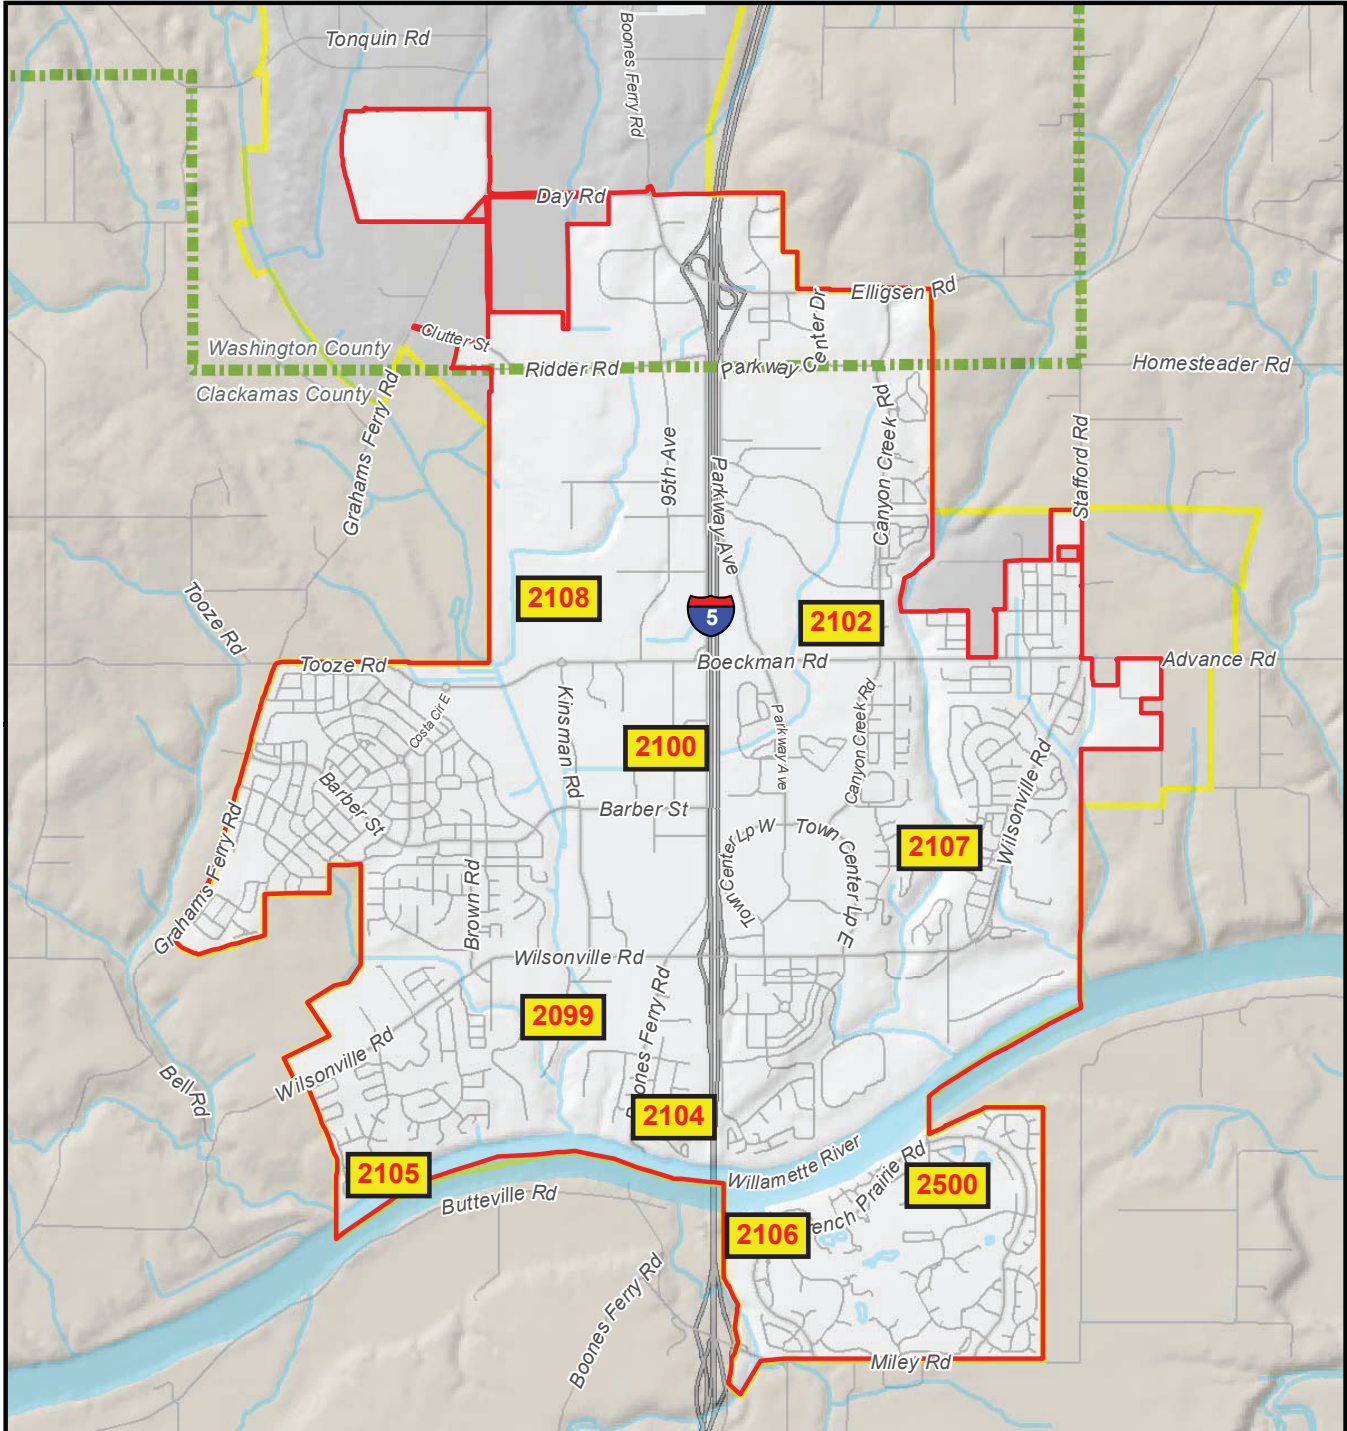 Tonquin Rd
Boones Ferry Rd
Day Rd
Elligsen Rd
Clutter St
Washington County
Clackamas County
Ridder Rd
Parkway Center Dr
Homesteader Rd
Grahams Ferry Rd
95th Ave
Parkway Ave
Canyon Creek Rd
Stafford Rd
Tooze Rd
2108
5
2102
Tooze Rd
Boeckman Rd
Advance Rd
Costa Cir E
Kinsman Rd
2100
Parkway Ave
Canyon Creek Rd
Wilsonville Rd
Barber St
Barber St
Town Center Lp W
Town Center Lp E
2107
Grahams Ferry Rd
Brown Rd
Wilsonville Rd
2099
Boones Ferry Rd
Wilsonville Rd
Bell Rd
2104
2105
Willamette River
French Prairie Rd
2500
Butteville Rd
2106
Boones Ferry Rd
Miley Rd